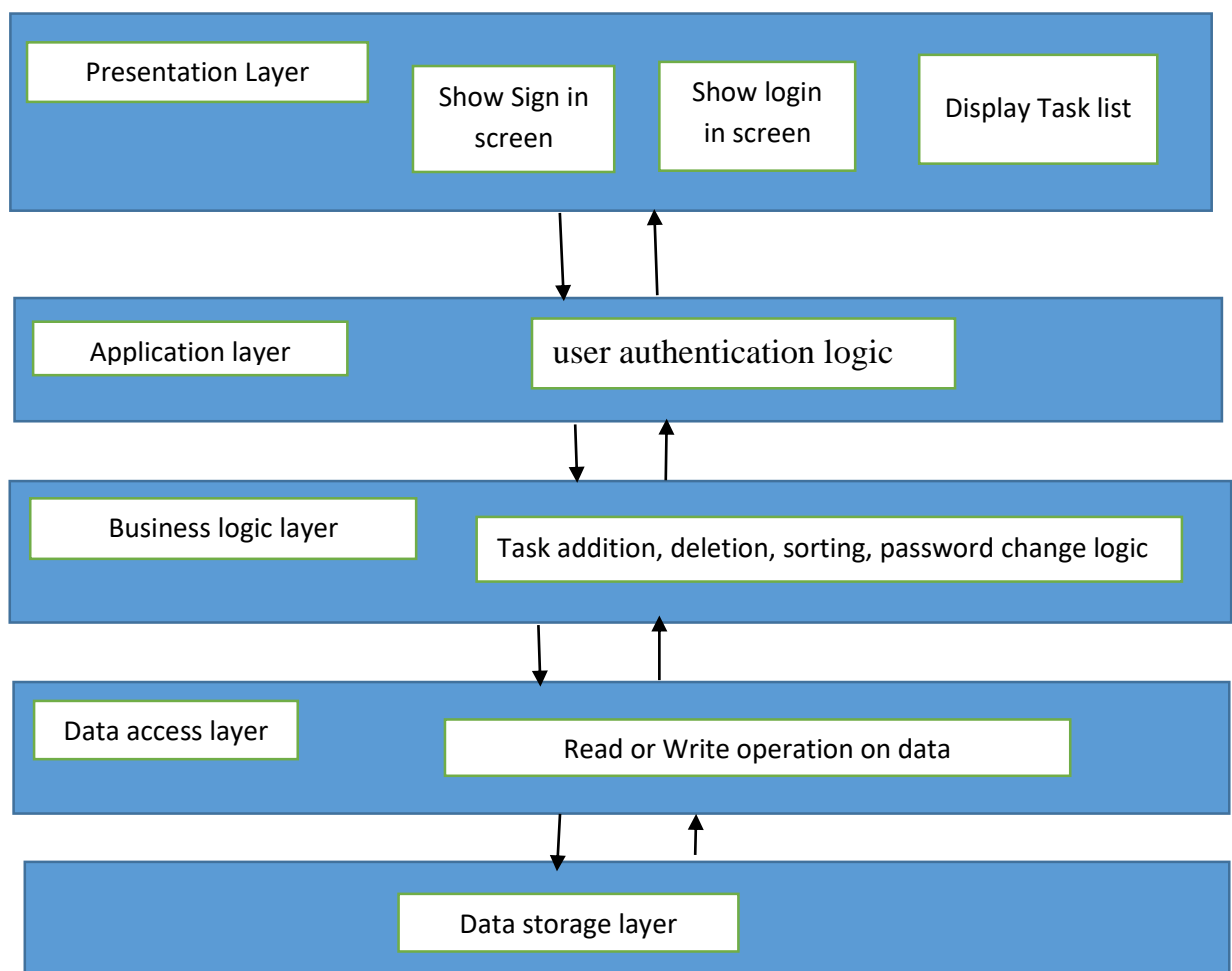 Presentation Layer
Show Sign in
screen
Show login
in screen
Display Task list
Application layer
user authentication logic
Business logic layer
Task addition, deletion, sorting, password change logic
Data access layer
Read or Write operation on data
Data storage layer